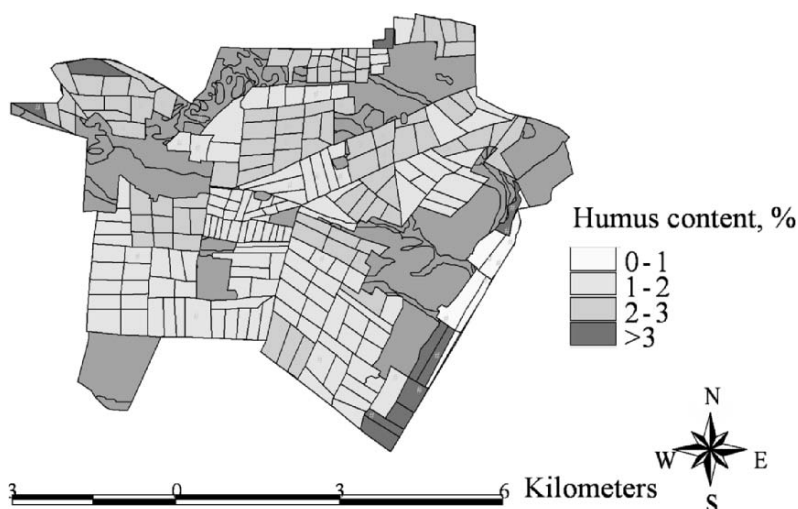 Humus content, %
0-1
1-2
2-3
>3
N
W E
S
3 0 3 6 Kilometers